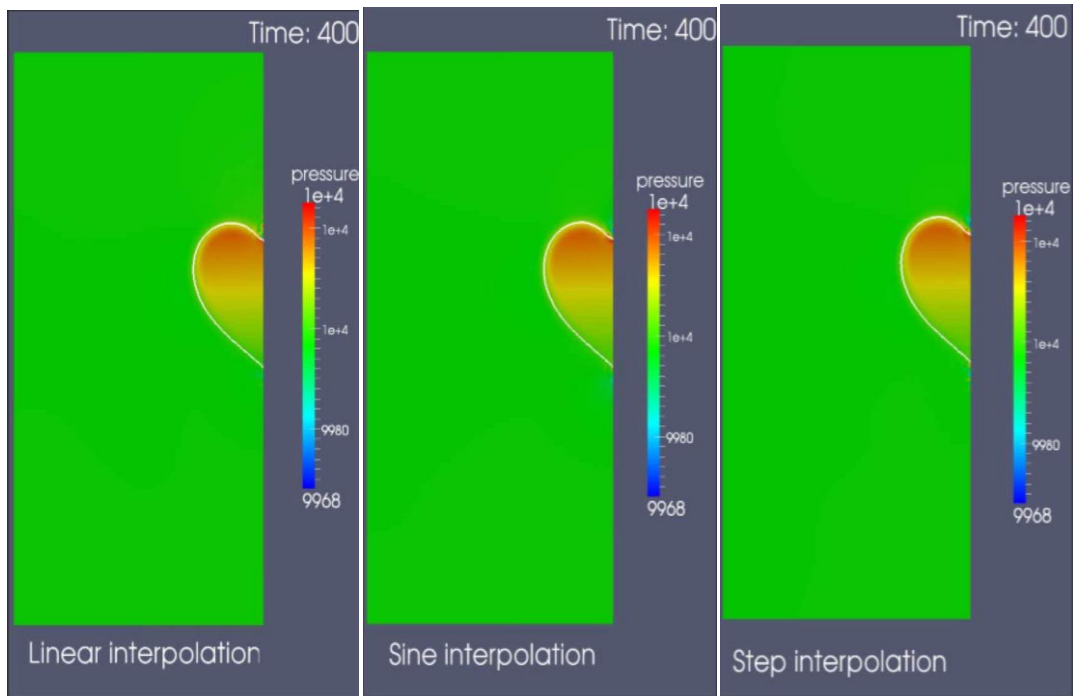 Time: 400
pressure
1e+4
1e+4
1e+4
9980
9968
Linear interpolation
Time: 400
pressure
1e+4
1e+4
1e+4
9980
9968
Sine interpolation
Time: 400
pressure
1e+4
1e+4
1e+4
9980
9968
Step interpolation